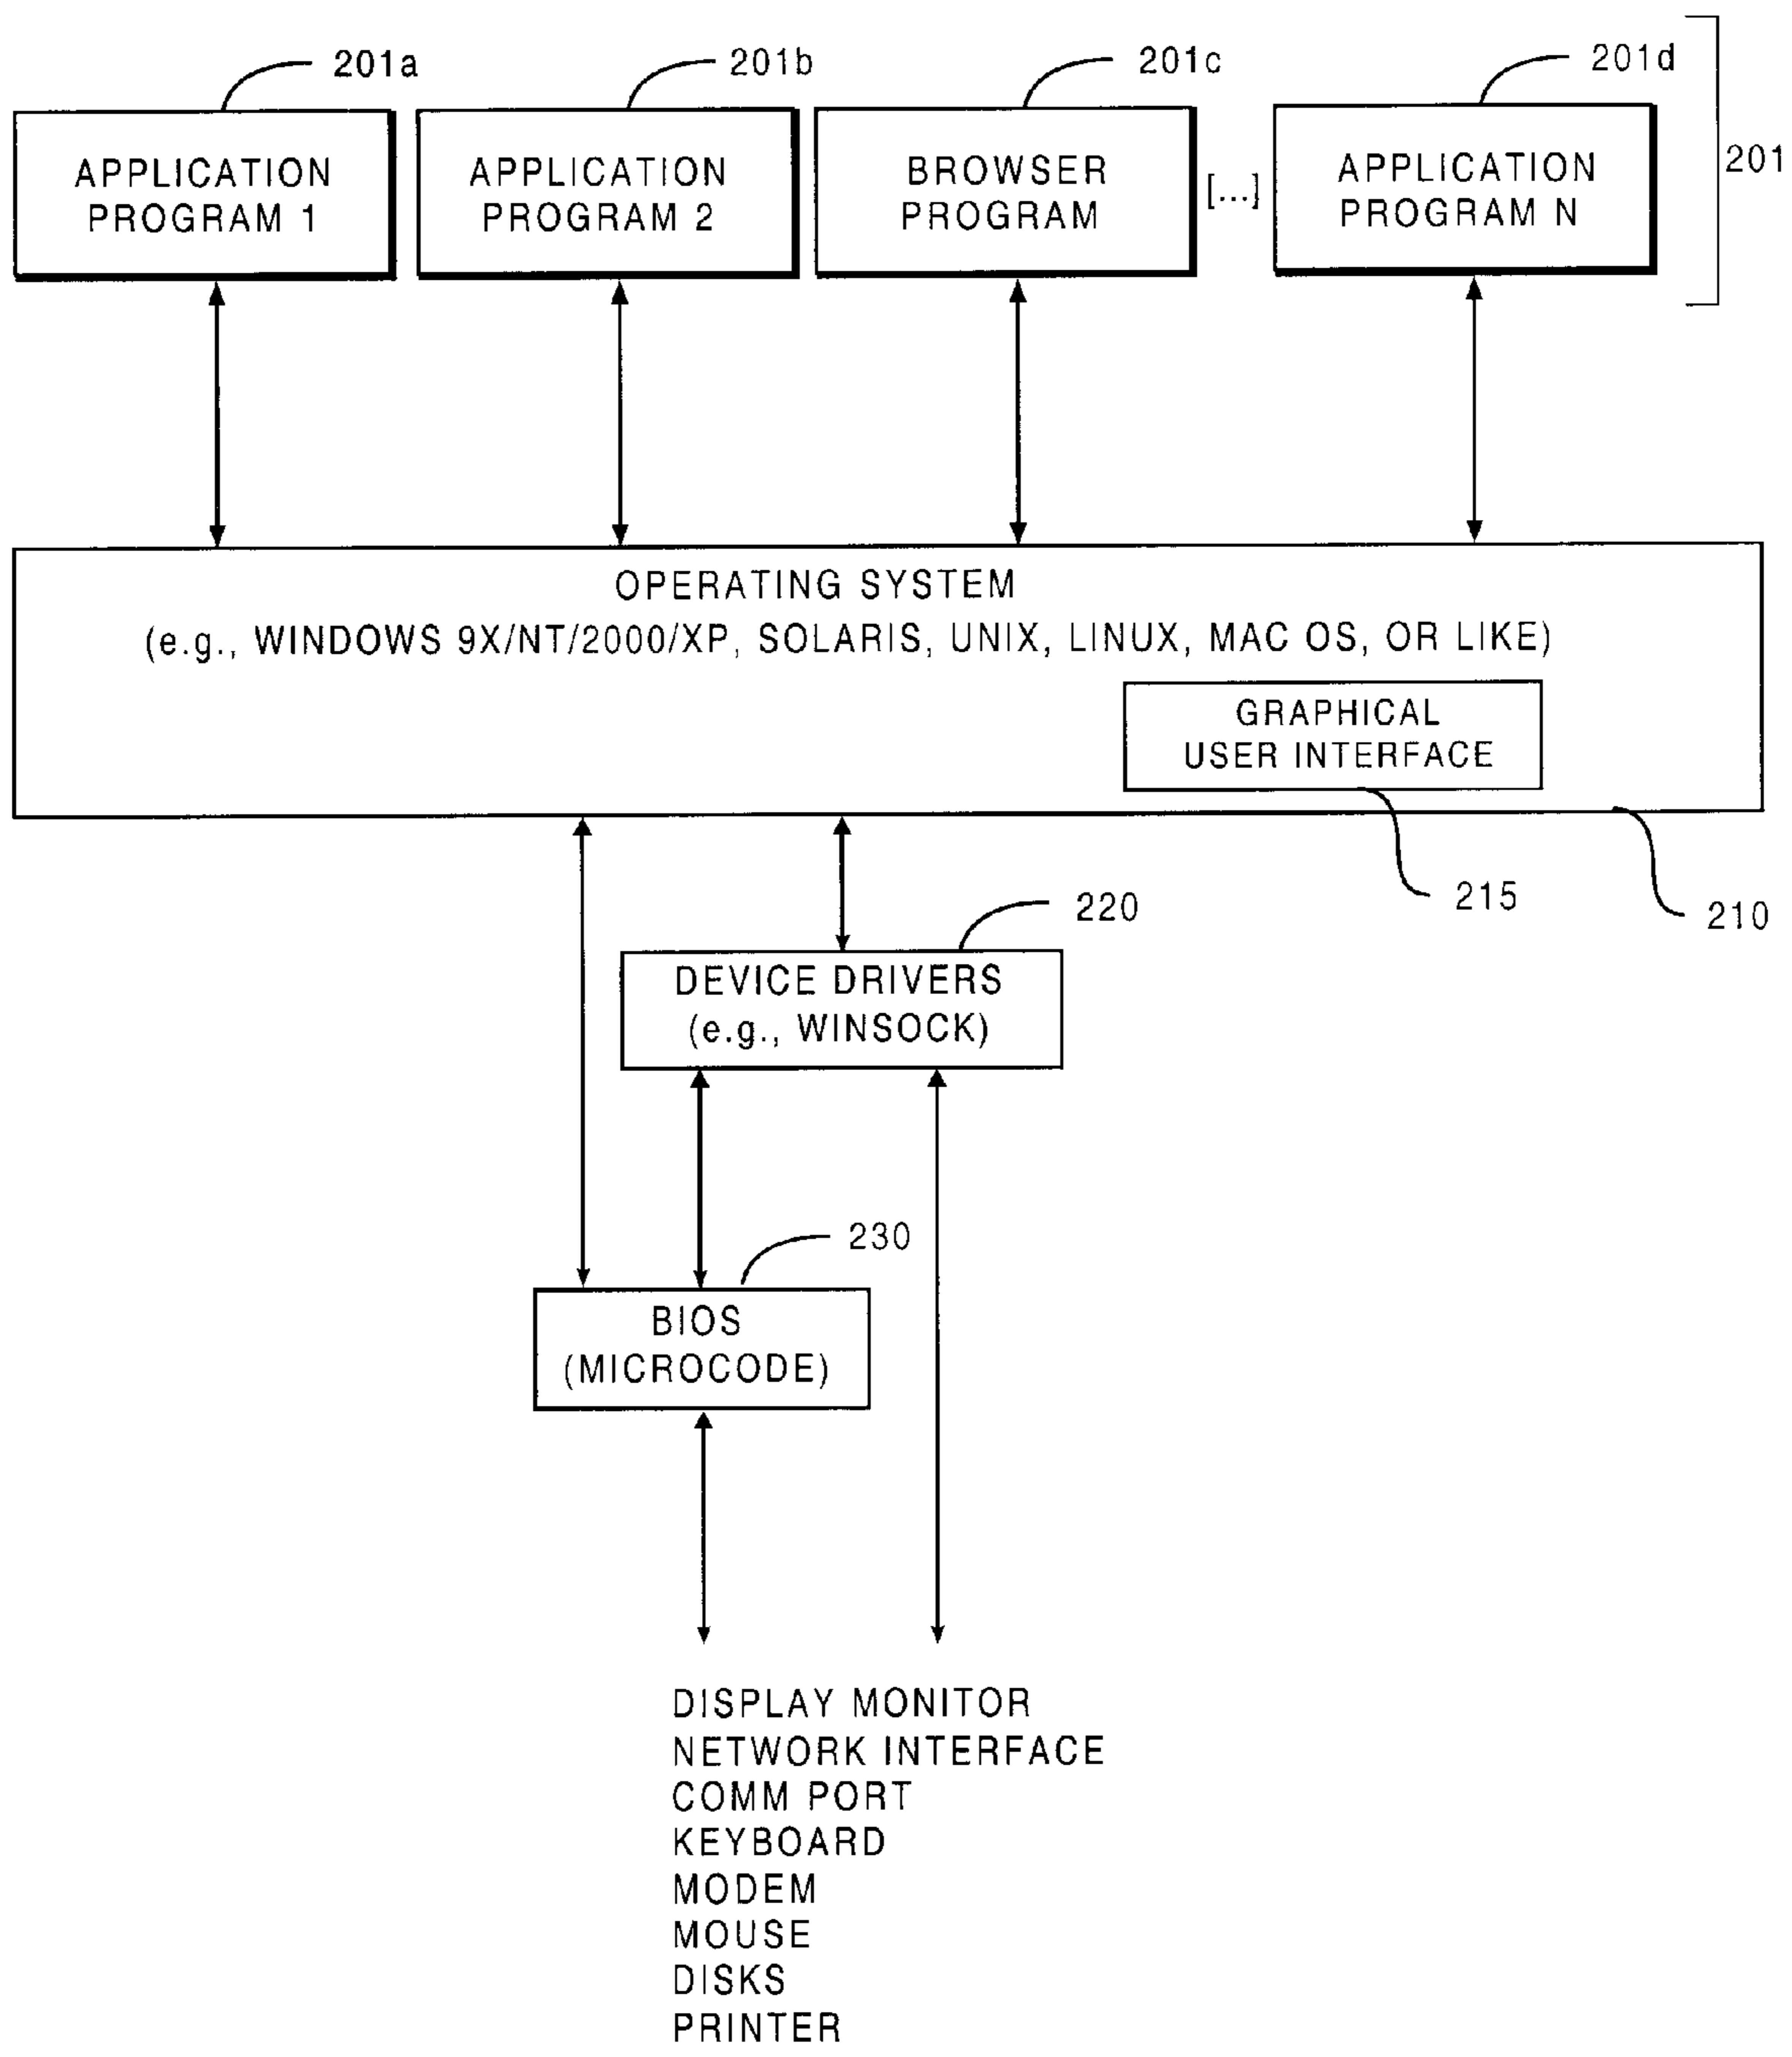 201a
201b
201c
201d
201
APPLICATION
PROGRAM 1
APPLICATION
PROGRAM 2
BROWSER
PROGRAM
[...]
APPLICATION
PROGRAM N
OPERATING SYSTEM
(e.g., WINDOWS 9X/NT/2000/XP, SOLARIS, UNIX, LINUX, MAC OS, OR LIKE)
GRAPHICAL
USER INTERFACE
215
210
220
DEVICE DRIVERS
(e.g., WINSOCK)
230
BIOS
(MICROCODE)
DISPLAY MONITOR
NETWORK INTERFACE
COMM PORT
KEYBOARD
MODEM
MOUSE
DISKS
PRINTER